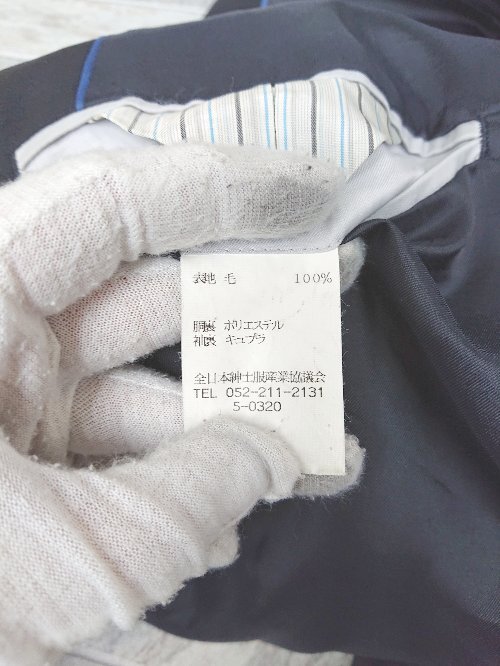 表地 毛 100%
胴裏 ポリエステル
袖裏 キュプラ
全日本紳士服産業協議会
TEL 052-211-2131
S-0320